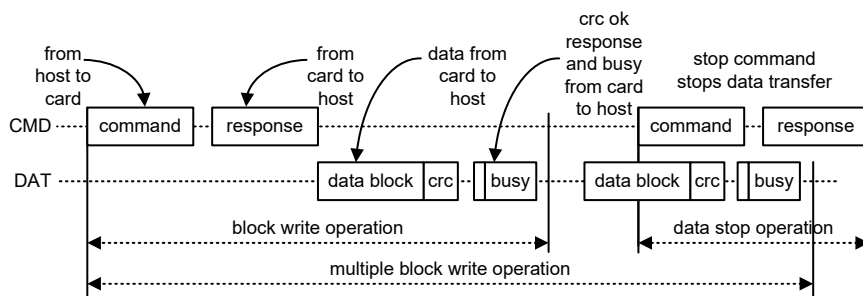 from
host to
card
from
card to
host
data from
card to
host
crc ok
response
and busy
from card
to host
stop command
stops data transfer
CMD
command
response
command
response
DAT
data block
crc
busy
data block
crc
busy
block write operation
data stop operation
multiple block write operation